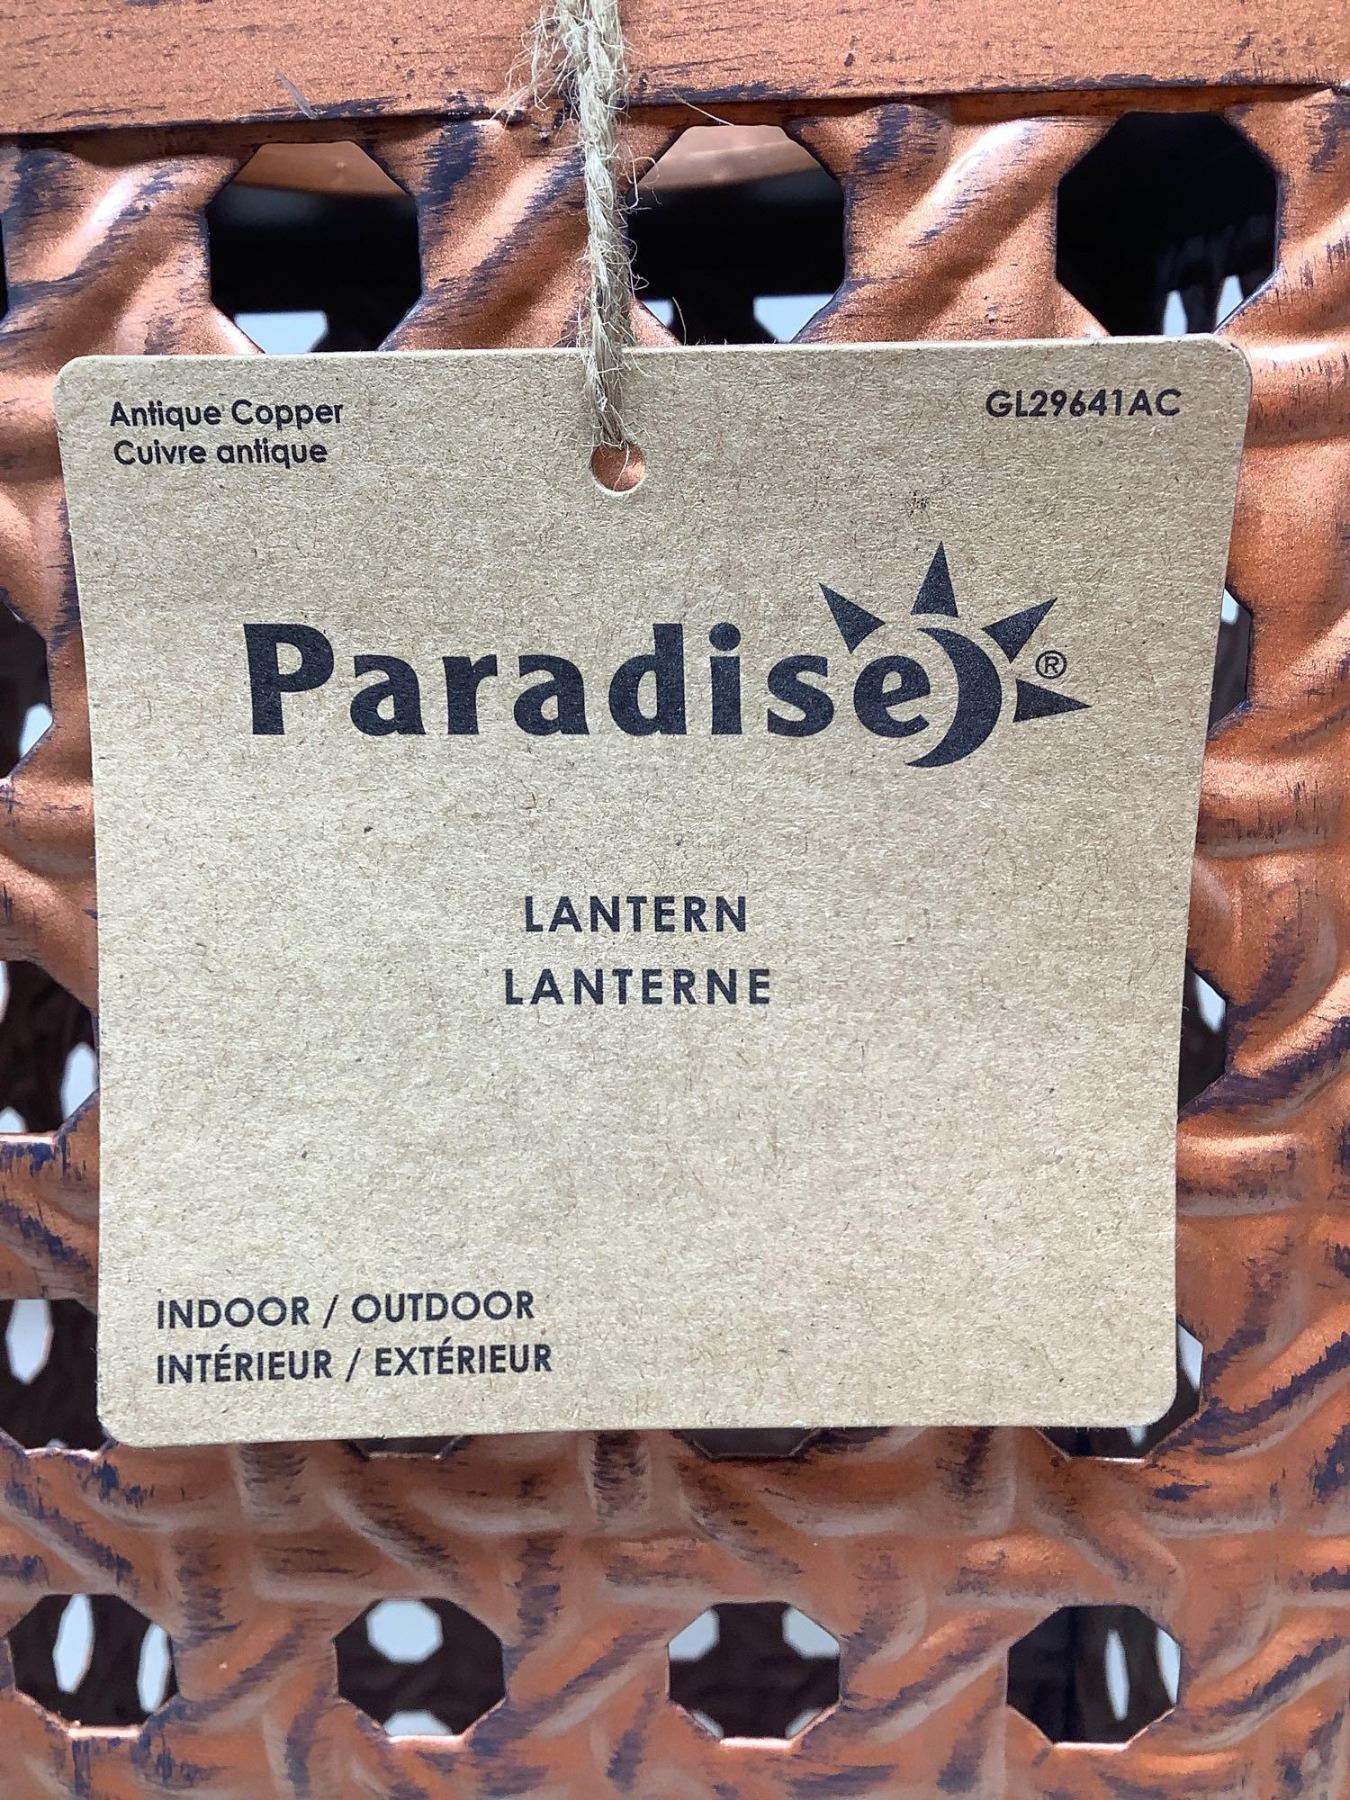 Antique Copper
Cuivre antique
GL29641AC
Paradise®
LANTERN
LANTERNE
INDOOR / OUTDOOR
INTÉRIEUR / EXTÉRIEUR